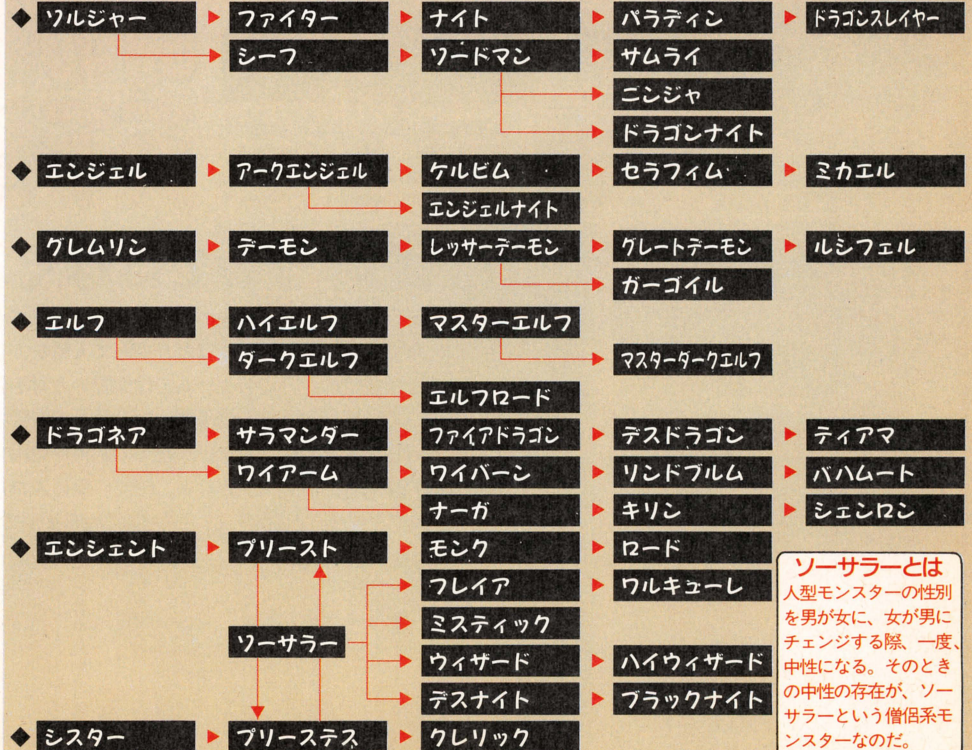 ◆ ソルジャー ▶ ファイター ▶ ナイト ▶ パラディン ▶ ドラゴンスレイヤー
シーフ ▶ ソードマン ▶ サムライ
ニンジャ
ドラゴンナイト
◆ エンジェル ▶ アークエンジェル ▶ ケルビム ▶ セラフィム ▶ ミカエル
エンジェルナイト
◆ グレムリン ▶ デーモン ▶ レッサーデーモン ▶ グレートデーモン ▶ ルシフェル
ガーゴイル
◆ エルフ ▶ ハイエルフ ▶ マスターエルフ
ダークエルフ ▶ マスターダークエルフ
エルフロード
◆ ドラゴネア ▶ サラマンダー ▶ ファイアドラゴン ▶ デスドラゴン ▶ ティアマ
ワイアーム ▶ ワイバーン ▶ リンドブルム ▶ バハムート
ナーガ ▶ キリン ▶ シェンロン
◆ エンシェント ▶ プリースト ▶ モンク ▶ ロード
フレイア ▶ ワルキューレ
ミスティック
ソーサラー
ウィザード ▶ ハイウィザード
デスナイト ▶ ブラックナイト
◆ シスター ▶ プリーステス ▶ クレリック
ソーサラーとは
人型モンスターの性別
を男が女に、女が男に
チェンジする際、一度、
中性になる。そのとき
の中性の存在が、ソー
サラーという僧侶系モ
ンスターなのだ。